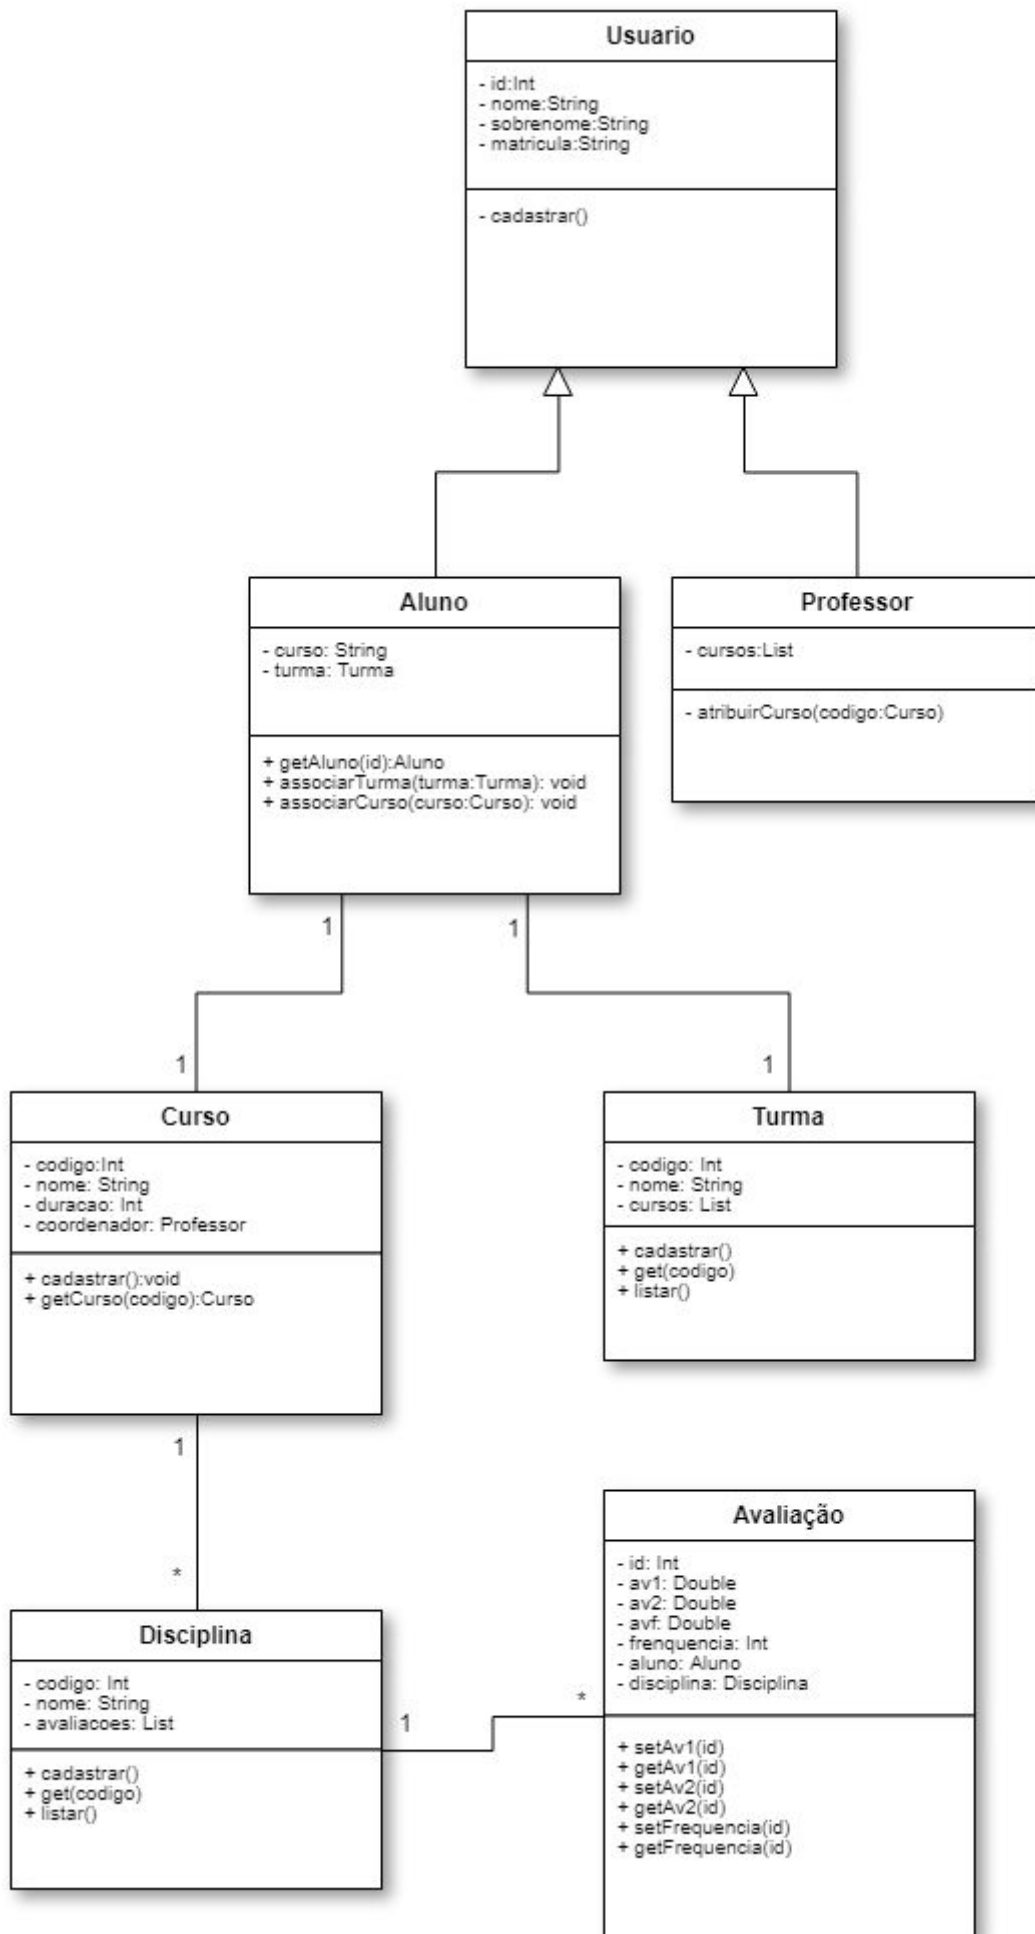 Usuario
- id:Int
- nome:String
- sobrenome:String
- matricula:String
- cadastrar()
Aluno
- curso: String
- turma: Turma
+ getAluno(id):Aluno
+ associarTurma(turma:Turma): void
+ associarCurso(curso:Curso): void
Professor
- cursos:List
- atribuirCurso(codigo:Curso)
1
1
1
1
Curso
- codigo:Int
- nome: String
- duracao: Int
- coordenador: Professor
+ cadastrar():void
+ getCurso(codigo):Curso
Turma
- codigo: Int
- nome: String
- cursos: List
+ cadastrar()
+ get(codigo)
+ listar()
1
*
Disciplina
- codigo: Int
- nome: String
- avaliacoes: List
+ cadastrar()
+ get(codigo)
+ listar()
1
*
Avaliação
- id: Int
- av1: Double
- av2: Double
- avf: Double
- frenquencia: Int
- aluno: Aluno
- disciplina: Disciplina
+ setAv1(id)
+ getAv1(id)
+ setAv2(id)
+ getAv2(id)
+ setFrequencia(id)
+ getFrequencia(id)